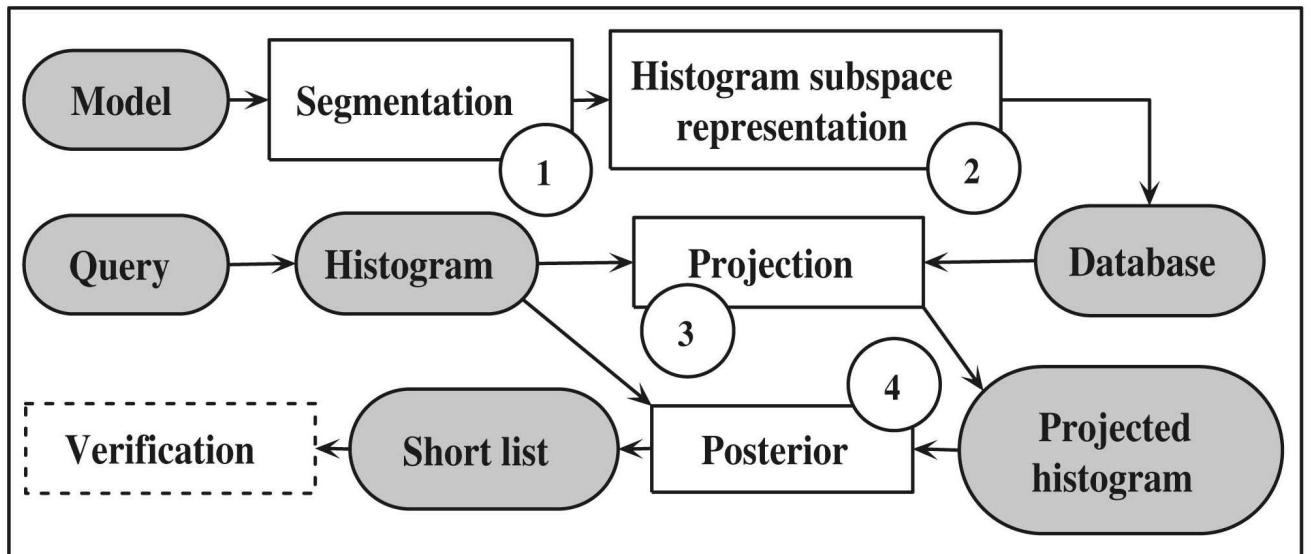 Model
Segmentation
1
Histogram subspace
representation
2
Query
Histogram
Projection
3
Database
Verification
Short list
Posterior
4
Projected
histogram